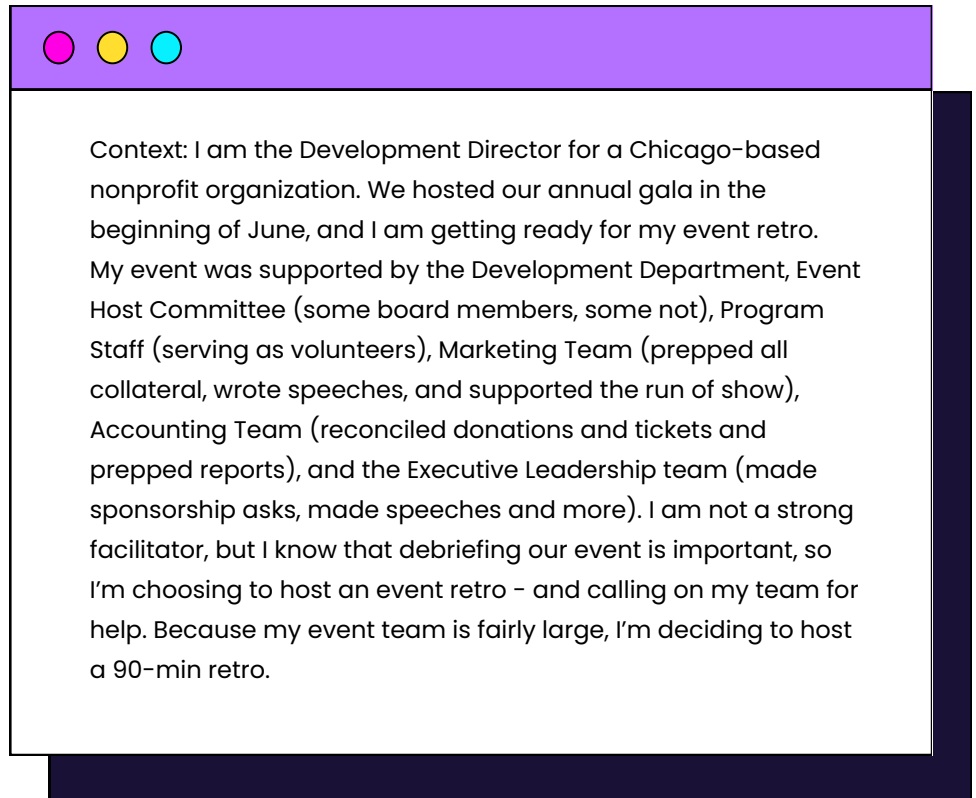 Context: I am the Development Director for a Chicago-based
nonprofit organization. We hosted our annual gala in the
beginning of June, and I am getting ready for my event retro.
My event was supported by the Development Department, Event
Host Committee (some board members, some not), Program
Staff (serving as volunteers), Marketing Team (prepped all
collateral, wrote speeches, and supported the run of show),
Accounting Team (reconciled donations and tickets and
prepped reports), and the Executive Leadership team (made
sponsorship asks, made speeches and more). I am not a strong
facilitator, but I know that debriefing our event is important, so
I’m choosing to host an event retro - and calling on my team for
help. Because my event team is fairly large, I’m deciding to host
a 90-min retro.